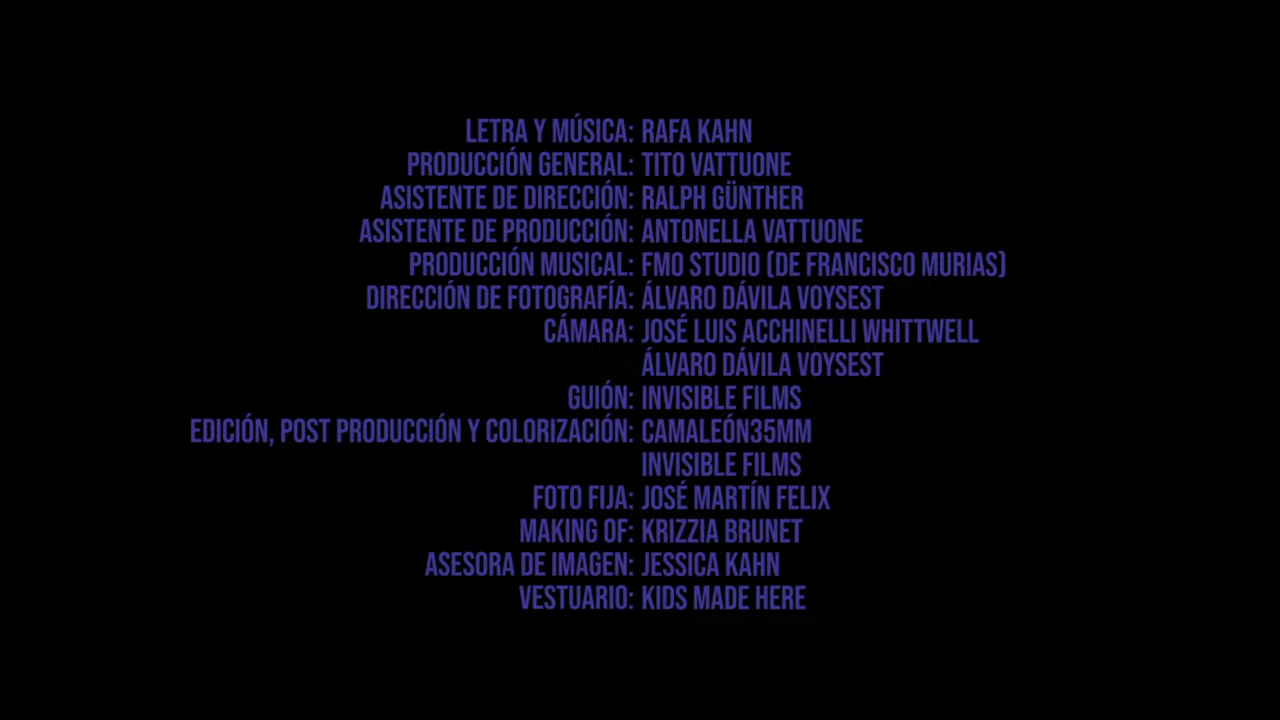 LETRA Y MÚSICA: RAFA KAHN
PRODUCCIÓN GENERAL: TITO VATTUONE
ASISTENTE DE DIRECCIÓN: RALPH GÜNTHER
ASISTENTE DE PRODUCCIÓN: ANTONELLA VATTUONE
PRODUCCIÓN MUSICAL: FMO STUDIO (DE FRANCISCO MURIAS)
DIRECCIÓN DE FOTOGRAFÍA: ÁLVARO DÁVILA VOYSEST
CÁMARA: JOSÉ LUIS ACCHINELLI WHITTWELL
ÁLVARO DÁVILA VOYSEST
GUIÓN: INVISIBLE FILMS
EDICIÓN, POST PRODUCCIÓN Y COLORIZACIÓN: CAMALEÓN35MM
INVISIBLE FILMS
FOTO FIJA: JOSÉ MARTÍN FELIX
MAKING OF: KRIZZIA BRUNET
ASESORA DE IMAGEN: JESSICA KAHN
VESTUARIO: KIDS MADE HERE